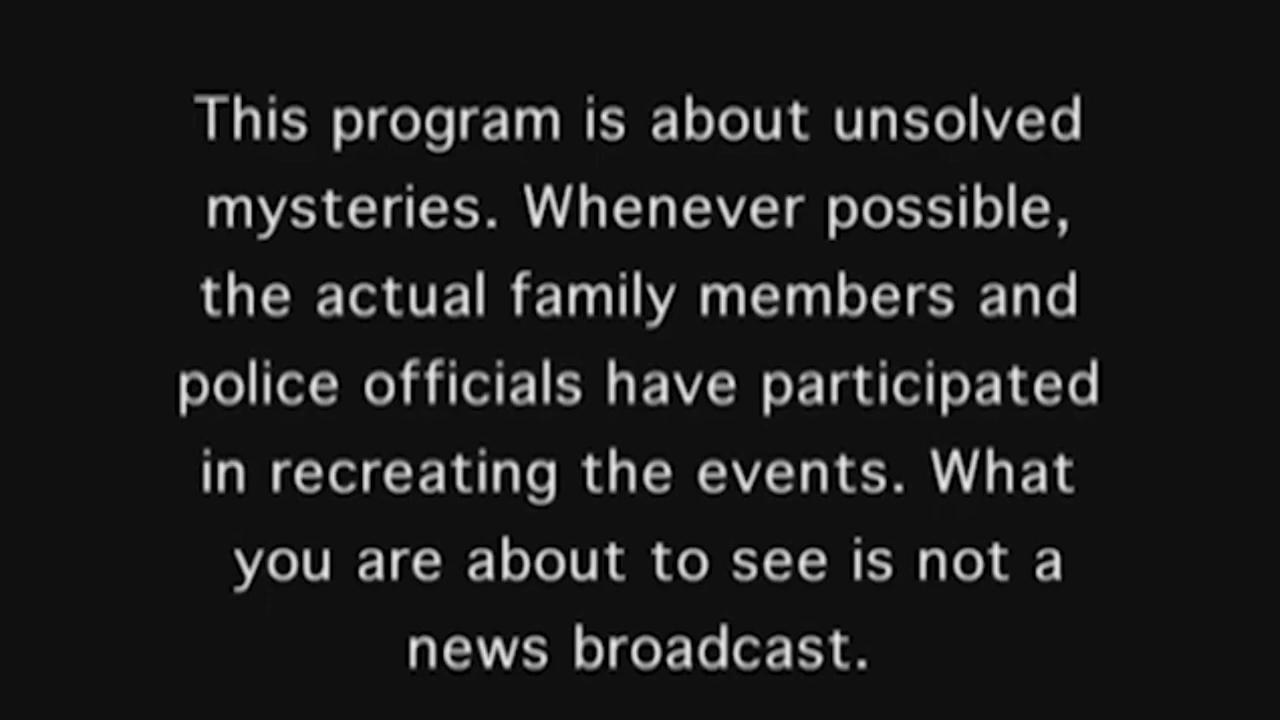 This program is about unsolved
mysteries. Whenever possible,
the actual family members and
police officials have participated
in recreating the events. What
you are about to see is not a
news broadcast.